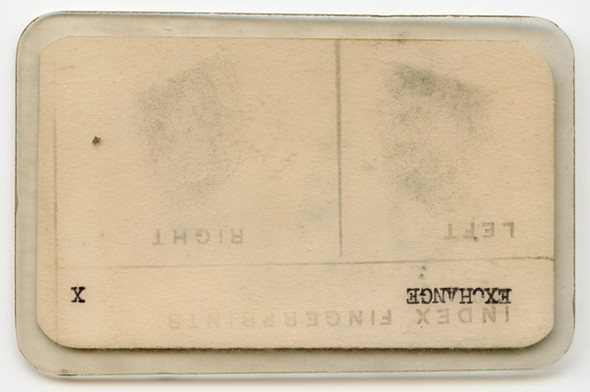 INDEX FINGERPRINTS
EXCHANGE X
LEFT RIGHT